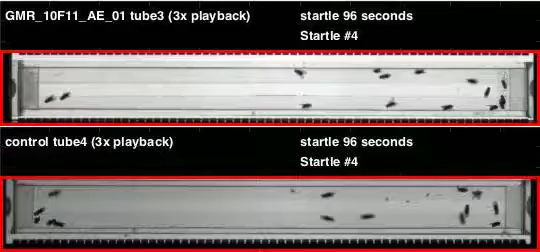 GMR_10F11_AE_01 tube3 (3x playback)
startle 96 seconds
Startle #4
control tube4 (3x playback)
startle 96 seconds
Startle #4